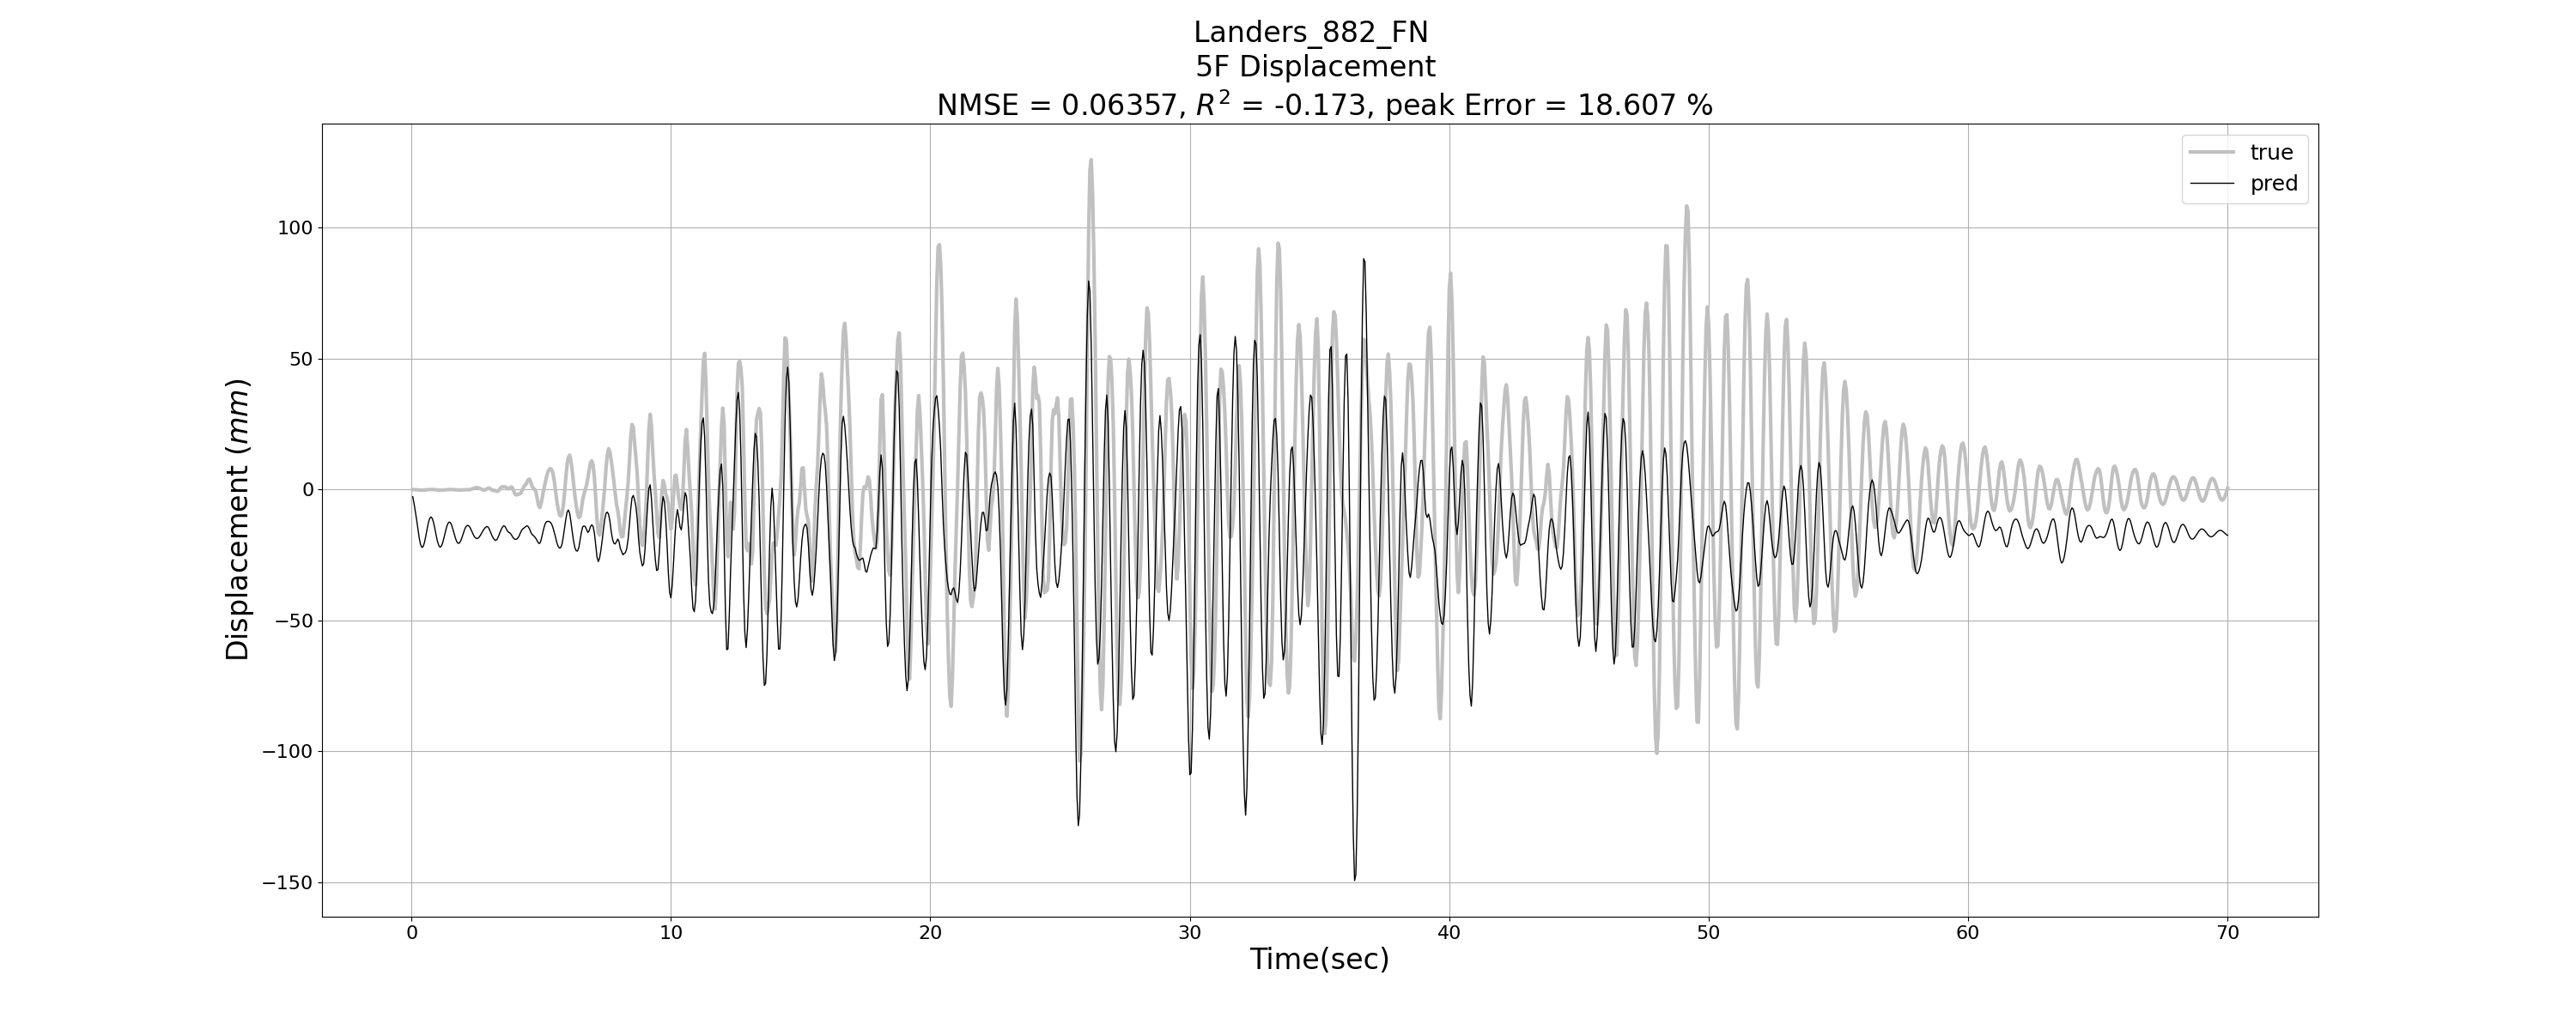 Landers_882_FN
5F Displacement
NMSE = 0.06357, R² = -0.173, peak Error = 18.607 %
true
pred
Displacement (mm)
100
50
0
−50
−100
−150
0 10 20 30 40 50 60 70
Time(sec)